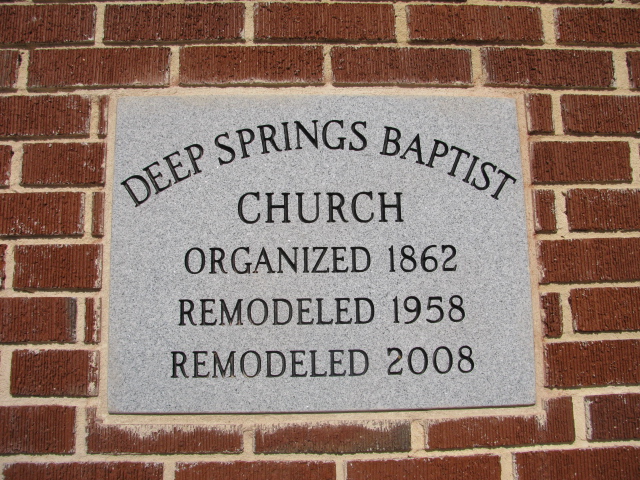 DEEP SPRINGS BAPTIST
CHURCH
ORGANIZED 1862
REMODELED 1958
REMODELED 2008